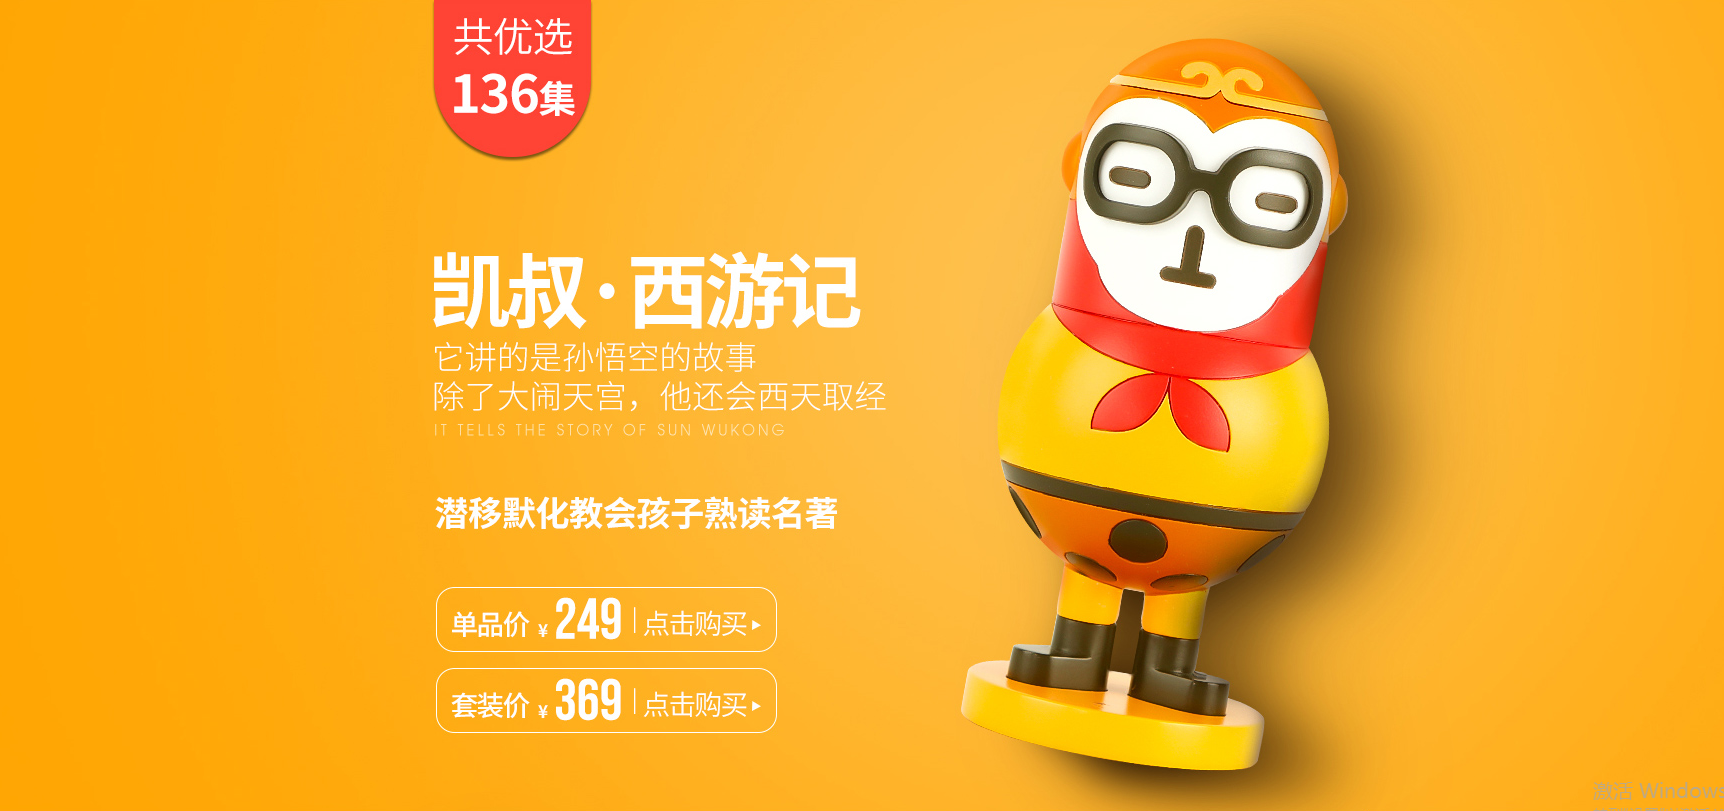 共优选
136集
凯叔·西游记
它讲的是孙悟空的故事
除了大闹天宫，他还会西天取经
IT TELLS THE STORY OF SUN WUKONG
潜移默化教会孩子熟读名著
单品价 ¥ 249 点击购买
套装价 ¥ 369 点击购买
激活 Windows